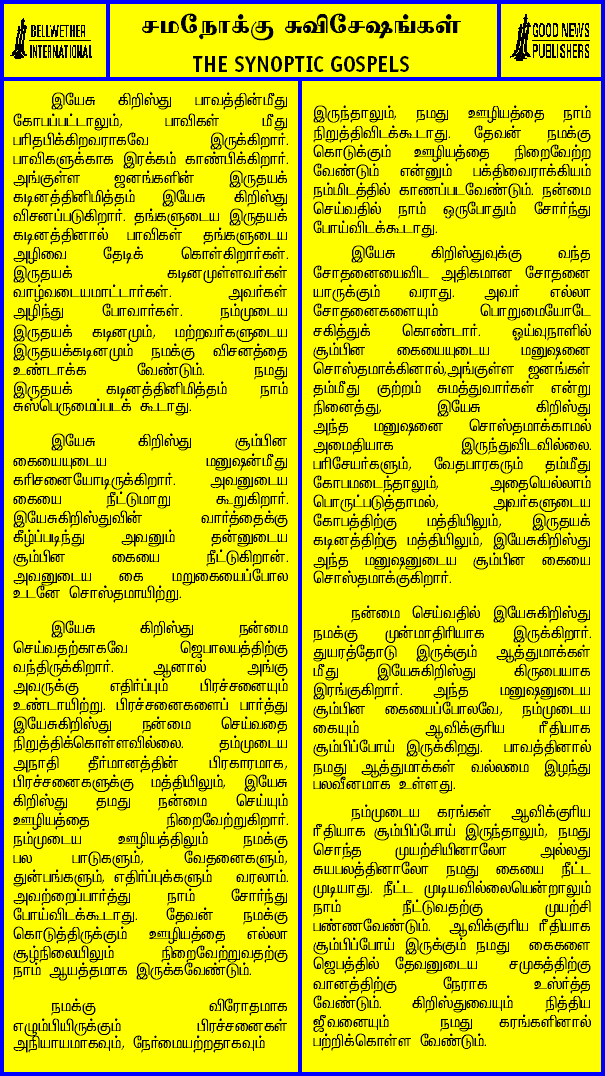 BELLWETHER
INTERNATIONAL
சமநோக்கு சுவிசேஷங்கள்
THE SYNOPTIC GOSPELS
GOOD NEWS
PUBLISHERS
இயேசு கிறிஸ்து பாவத்தின்மீது
கோபப்பட்டாலும், பாவிகள் மீது
பரிதபிக்கிறவராகவே இருக்கிறார்.
பாவிகளுக்காக இரக்கம் காண்பிக்கிறார்.
அங்குள்ள ஜனங்களின் இருதயக்
கடினத்தினிமித்தம் இயேசு கிறிஸ்து
விசனப்படுகிறார். தங்களுடைய இருதயக்
கடினத்தினால் பாவிகள் தங்களுடைய
அழிவை தேடிக் கொள்கிறார்கள்.
இருதயக் கடினமுள்ளவர்கள்
வாழ்வடையமாட்டார்கள். அவர்கள்
அழிந்து போவார்கள். நம்முடைய
இருதயக் கடினமும், மற்றவர்களுடைய
இருதயக்கடினமும் நமக்கு விசனத்தை
உண்டாக்க வேண்டும். நமது
இருதயக் கடினத்தினிமித்தம் நாம்
சுஸ்பெருமைப்படக் கூடாது.
இயேசு கிறிஸ்து சூம்பின
கையையுடைய மனுஷன்மீது
கரிசனையோடிருக்கிறார். அவனுடைய
கையை நீட்டுமாறு கூறுகிறார்.
இயேசுகிறிஸ்துவின் வார்த்தைக்கு
கீழ்ப்படிந்து அவனும் தன்னுடைய
சூம்பின கையை நீட்டுகிறான்.
அவனுடைய கை மறுகையைப்போல
உடனே சொஸ்தமாயிற்று.
இயேசு கிறிஸ்து நன்மை
செய்வதற்காகவே ஜெபாலயத்திற்கு
வந்திருக்கிறார். ஆனால் அங்கு
அவருக்கு எதிர்ப்பும் பிரச்சனையும்
உண்டாயிற்று. பிரச்சனைகளைப் பார்த்து
இயேசுகிறிஸ்து நன்மை செய்வதை
நிறுத்திக்கொள்ளவில்லை. தம்முடைய
அநாதி தீர்மானத்தின் பிரகாரமாக,
பிரச்சனைகளுக்கு மத்தியிலும், இயேசு
கிறிஸ்து தமது நன்மை செய்யும்
ஊழியத்தை நிறைவேற்றுகிறார்.
நம்முடைய ஊழியத்திலும் நமக்கு
பல பாடுகளும், வேதனைகளும்,
துன்பங்களும், எதிர்ப்புக்களும் வரலாம்.
அவற்றைப்பார்த்து நாம் சோர்ந்து
போய்விடக்கூடாது. தேவன் நமக்கு
கொடுத்திருக்கும் ஊழியத்தை எல்லா
சூழ்நிலையிலும் நிறைவேற்றுவதற்கு
நாம் ஆயத்தமாக இருக்கவேண்டும்.
நமக்கு விரோதமாக
எழும்பியிருக்கும் பிரச்சனைகள்
அநியாயமாகவும், நேர்மையற்றதாகவும்
இருந்தாலும், நமது ஊழியத்தை நாம்
நிறுத்திவிடக்கூடாது. தேவன் நமக்கு
கொடுக்கும் ஊழியத்தை நிறைவேற்ற
வேண்டும் என்னும் பக்திவைராக்கியம்
நம்மிடத்தில் காணப்படவேண்டும். நன்மை
செய்வதில் நாம் ஒருபோதும் சோர்ந்து
போய்விடக்கூடாது.
இயேசு கிறிஸ்துவுக்கு வந்த
சோதனையைவிட அதிகமான சோதனை
யாருக்கும் வராது. அவர் எல்லா
சோதனைகளையும் பொறுமையோடே
சகித்துக் கொண்டார். ஓய்வுநாளில்
சூம்பின கையையுடைய மனுஷனை
சொஸ்தமாக்கினால்,அங்குள்ள ஜனங்கள்
தம்மீது குற்றம் சுமத்துவார்கள் என்று
நினைத்து, இயேசு கிறிஸ்து
அந்த மனுஷனை சொஸ்தமாக்காமல்
அமைதியாக இருந்துவிடவில்லை.
பரிசேயர்களும், வேதபாரகரும் தம்மீது
கோபமடைந்தாலும், அதையெல்லாம்
பொருட்படுத்தாமல், அவர்களுடைய
கோபத்திற்கு மத்தியிலும், இருதயக்
கடினத்திற்கு மத்தியிலும், இயேசுகிறிஸ்து
அந்த மனுஷனுடைய சூம்பின கையை
சொஸ்தமாக்குகிறார்.
நன்மை செய்வதில் இயேசுகிறிஸ்து
நமக்கு முன்மாதிரியாக இருக்கிறார்.
துயரத்தோடு இருக்கும் ஆத்துமாக்கள்
மீது இயேசுகிறிஸ்து கிருபையாக
இரங்குகிறார். அந்த மனுஷனுடைய
சூம்பின கையைப்போலவே, நம்முடைய
கையும் ஆவிக்குரிய ரீதியாக
சூம்பிப்போய் இருக்கிறது. பாவத்தினால்
நமது ஆத்துமாக்கள் வல்லமை இழந்து
பலவீனமாக உள்ளது.
நம்முடைய கரங்கள் ஆவிக்குரிய
ரீதியாக சூம்பிப்போய் இருந்தாலும், நமது
சொந்த முயற்சியினாலோ அல்லது
சுயபலத்தினாலோ நமது கையை நீட்ட
முடியாது. நீட்ட முடியவில்லையென்றாலும்
நாம் நீட்டுவதற்கு முயற்சி
பண்ணவேண்டும். ஆவிக்குரிய ரீதியாக
சூம்பிப்போய் இருக்கும் நமது கைகளை
ஜெபத்தில் தேவனுடைய சமுகத்திற்கு
வானத்திற்கு நேராக உஸ்ர்த்த
வேண்டும். கிறிஸ்துவையும் நித்திய
ஜீவனையும் நமது கரங்களினால்
பற்றிக்கொள்ள வேண்டும்.